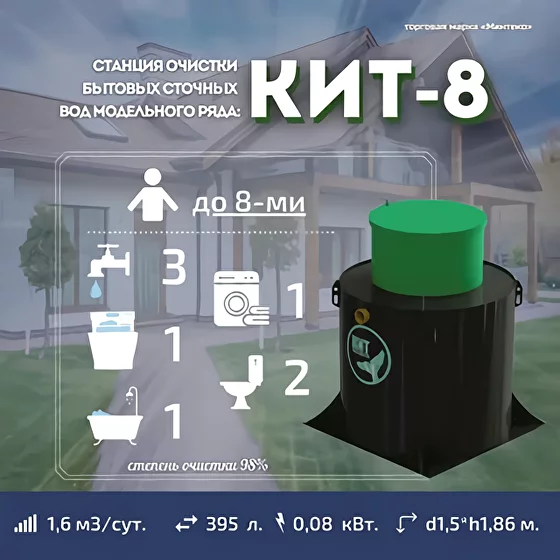 торговая марка «Мантека»
СТАНЦИЯ ОЧИСТКИ
БЫТОВЫХ СТОЧНЫХ
ВОД МОДЕЛЬНОГО РЯДА:
КИТ-8
до 8-ми
3
1
1
2
1
степень очистки 98%
1,6 м3/сут.
395 л.
0,08 кВт.
d1,5*h1,86 м.